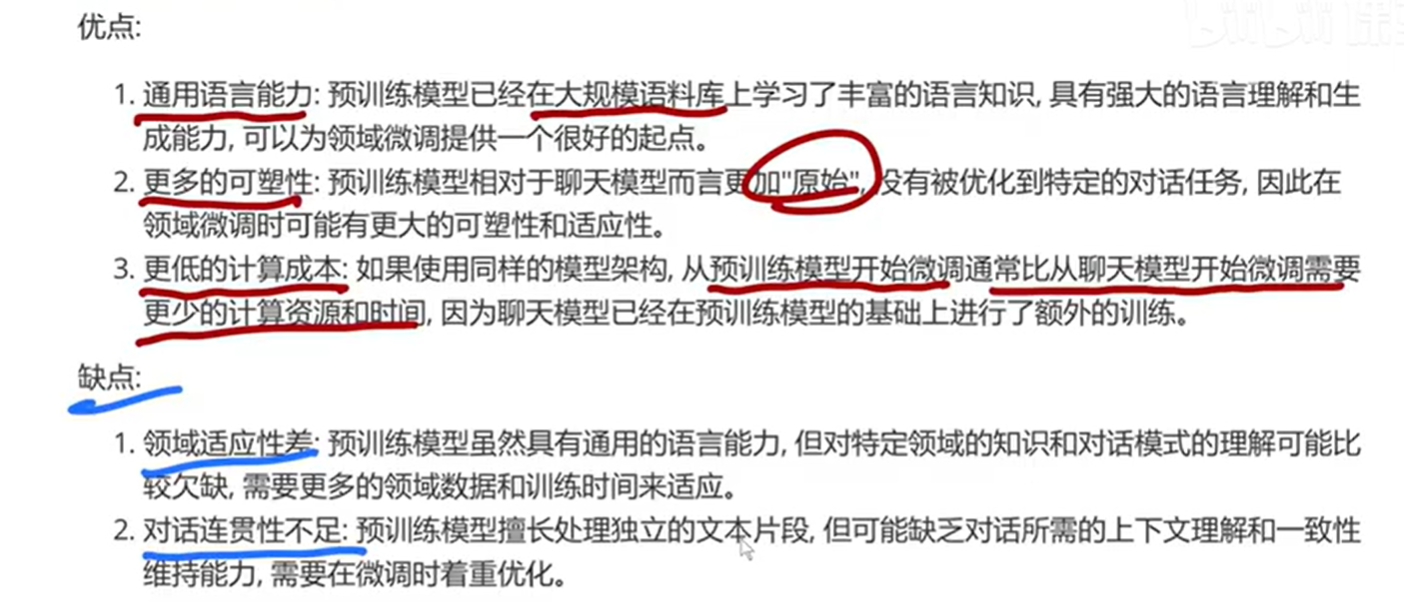 bilibili 课堂
优点:
1. 通用语言能力: 预训练模型已经在大规模语料库上学习了丰富的语言知识, 具有强大的语言理解和生
成能力, 可以为领域微调提供一个很好的起点。
2. 更多的可塑性: 预训练模型相对于聊天模型而言更加"原始", 没有被优化到特定的对话任务, 因此在
领域微调时可能有更大的可塑性和适应性。
3. 更低的计算成本: 如果使用同样的模型架构, 从预训练模型开始微调通常比从聊天模型开始微调需要
更少的计算资源和时间, 因为聊天模型已经在预训练模型的基础上进行了额外的训练。
缺点:
1. 领域适应性差: 预训练模型虽然具有通用的语言能力, 但对特定领域的知识和对话模式的理解可能比
较欠缺, 需要更多的领域数据和训练时间来适应。
2. 对话连贯性不足: 预训练模型擅长处理独立的文本片段, 但可能缺乏对话所需的上下文理解和一致性
维持能力, 需要在微调时着重优化。